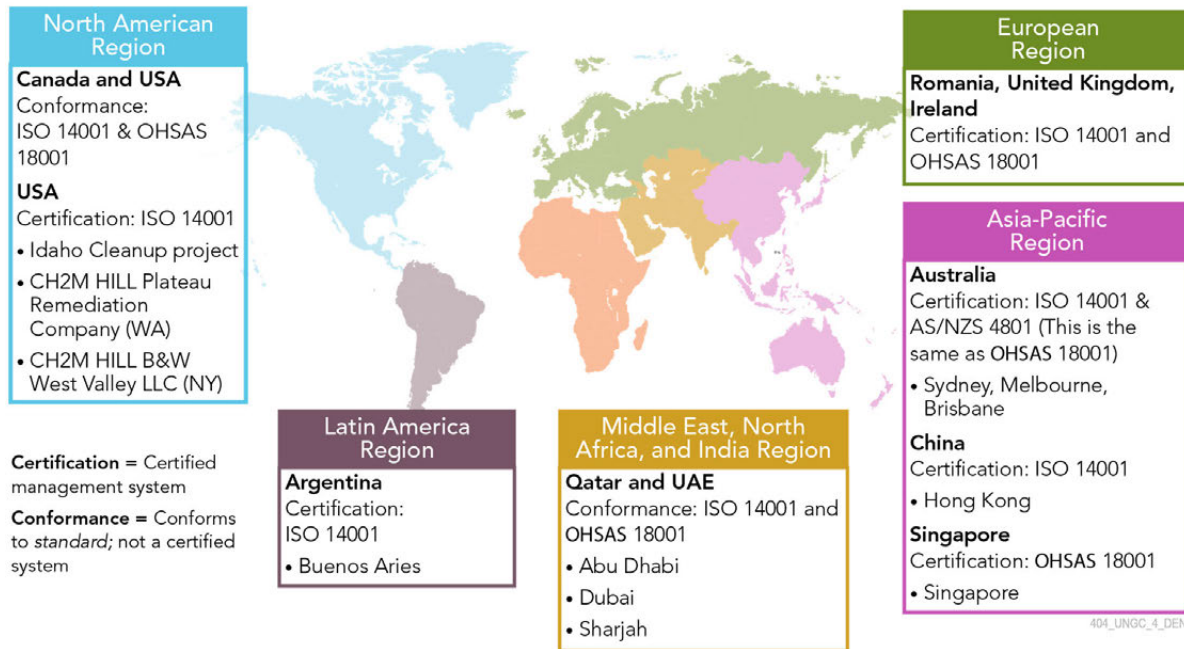 North American
Region
Canada and USA
Conformance:
ISO 14001 & OHSAS
18001
USA
Certification: ISO 14001
• Idaho Cleanup project
• CH2M HILL Plateau
Remediation
Company (WA)
• CH2M HILL B&W
West Valley LLC (NY)
European
Region
Romania, United Kingdom,
Ireland
Certification: ISO 14001 and
OHSAS 18001
Asia-Pacific
Region
Australia
Certification: ISO 14001 &
AS/NZS 4801 (This is the
same as OHSAS 18001)
• Sydney, Melbourne,
Brisbane
China
Certification: ISO 14001
• Hong Kong
Singapore
Certification: OHSAS 18001
• Singapore
Latin America
Region
Argentina
Certification:
ISO 14001
• Buenos Aries
Middle East, North
Africa, and India Region
Qatar and UAE
Conformance: ISO 14001 and
OHSAS 18001
• Abu Dhabi
• Dubai
• Sharjah
Certification = Certified
management system
Conformance = Conforms
to standard; not a certified
system
404_UNGC_4_DEN